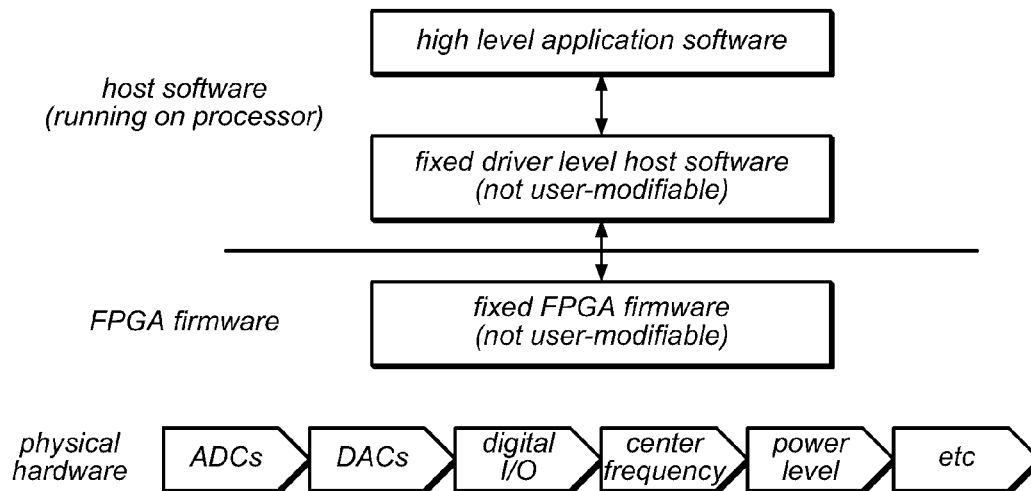 high level application software
host software
(running on processor)
fixed driver level host software
(not user-modifiable)
FPGA firmware
fixed FPGA firmware
(not user-modifiable)
physical
hardware
ADCs
DACs
digital
I/O
center
frequency
power
level
etc